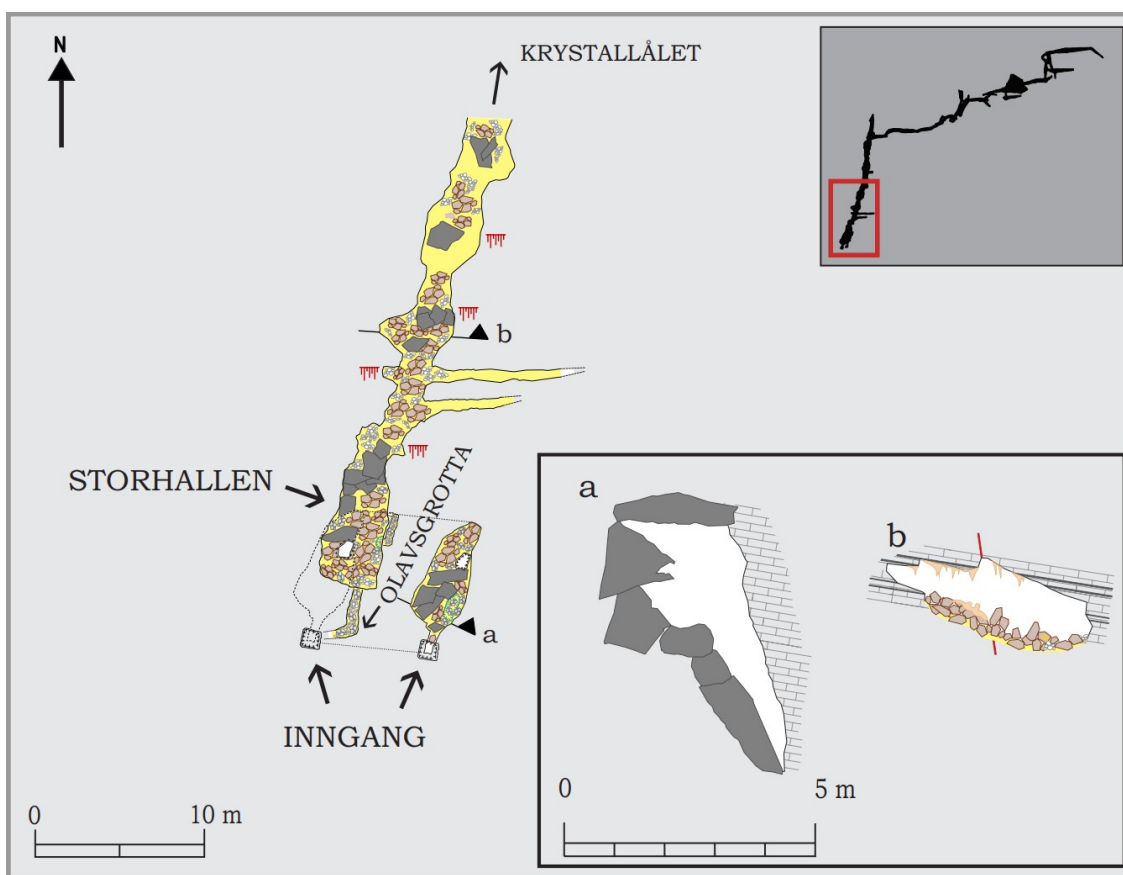 N
KRYSTALLÅLET
b
STORHALLEN
OLAVSGROTTA
a
INNGANG
0 10 m
a
b
0 5 m